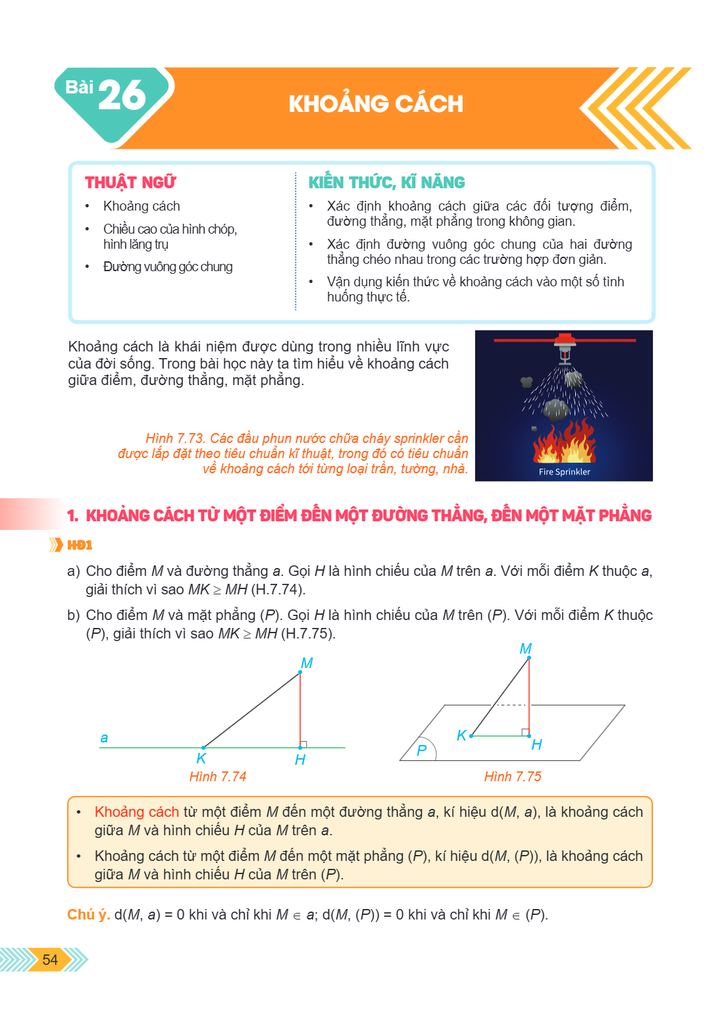 Bài 26
KHOẢNG CÁCH
THUẬT NGỮ
• Khoảng cách
• Chiều cao của hình chóp,
hình lăng trụ
• Đường vuông góc chung
KIẾN THỨC, KĨ NĂNG
• Xác định khoảng cách giữa các đối tượng điểm,
đường thẳng, mặt phẳng trong không gian.
• Xác định đường vuông góc chung của hai đường
thẳng chéo nhau trong các trường hợp đơn giản.
• Vận dụng kiến thức về khoảng cách vào một số tình
huống thực tế.
Khoảng cách là khái niệm được dùng trong nhiều lĩnh vực
của đời sống. Trong bài học này ta tìm hiểu về khoảng cách
giữa điểm, đường thẳng, mặt phẳng.
Hình 7.73. Các đầu phun nước chữa cháy sprinkler cần
được lắp đặt theo tiêu chuẩn kĩ thuật, trong đó có tiêu chuẩn
về khoảng cách tới từng loại trần, tường, nhà.
Fire Sprinkler
1. KHOẢNG CÁCH TỪ MỘT ĐIỂM ĐẾN MỘT ĐƯỜNG THẲNG, ĐẾN MỘT MẶT PHẲNG
HĐ1
a) Cho điểm M và đường thẳng a. Gọi H là hình chiếu của M trên a. Với mỗi điểm K thuộc a,
giải thích vì sao MK ≥ MH (H.7.74).
b) Cho điểm M và mặt phẳng (P). Gọi H là hình chiếu của M trên (P). Với mỗi điểm K thuộc
(P), giải thích vì sao MK ≥ MH (H.7.75).
M
a
K
H
Hình 7.74
M
K
H
P
Hình 7.75
• Khoảng cách từ một điểm M đến một đường thẳng a, kí hiệu d(M, a), là khoảng cách
giữa M và hình chiếu H của M trên a.
• Khoảng cách từ một điểm M đến một mặt phẳng (P), kí hiệu d(M, (P)), là khoảng cách
giữa M và hình chiếu H của M trên (P).
Chú ý. d(M, a) = 0 khi và chỉ khi M ∈ a; d(M, (P)) = 0 khi và chỉ khi M ∈ (P).
54